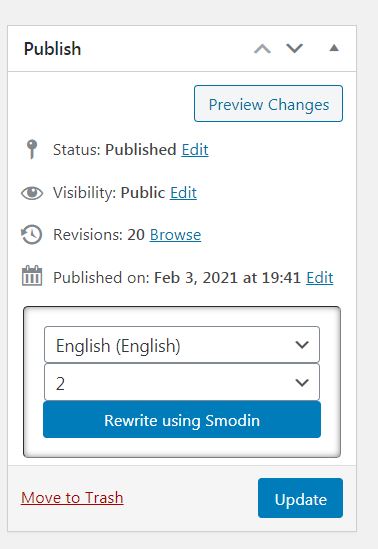 Publish
Preview Changes
Status: Published Edit
Visibility: Public Edit
Revisions: 20 Browse
Published on: Feb 3, 2021 at 19:41 Edit
English (English)
2
Rewrite using Smodin
Move to Trash
Update